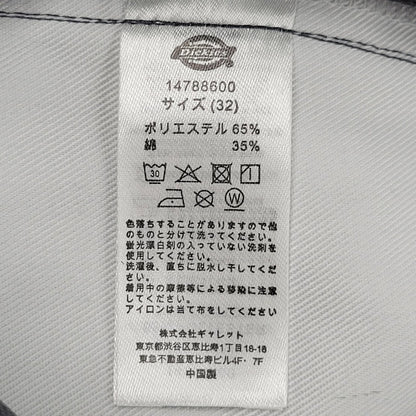 Dickies
14788600
サイズ (32)
ポリエステル 65%
綿 35%
30
W
色落ちすることがありますので他
のものと分けて洗ってください。
蛍光漂白剤の入っていない洗剤を
使用してください。
洗濯後、直ちに脱水し干してくだ
さい。
着用中の摩擦等による移染に注意
してください。
アイロンは当て布をしてください
株式会社ギャレット
東京都渋谷区恵比寿1丁目18-18
東急不動産恵比寿ビル4F・7F
中国製